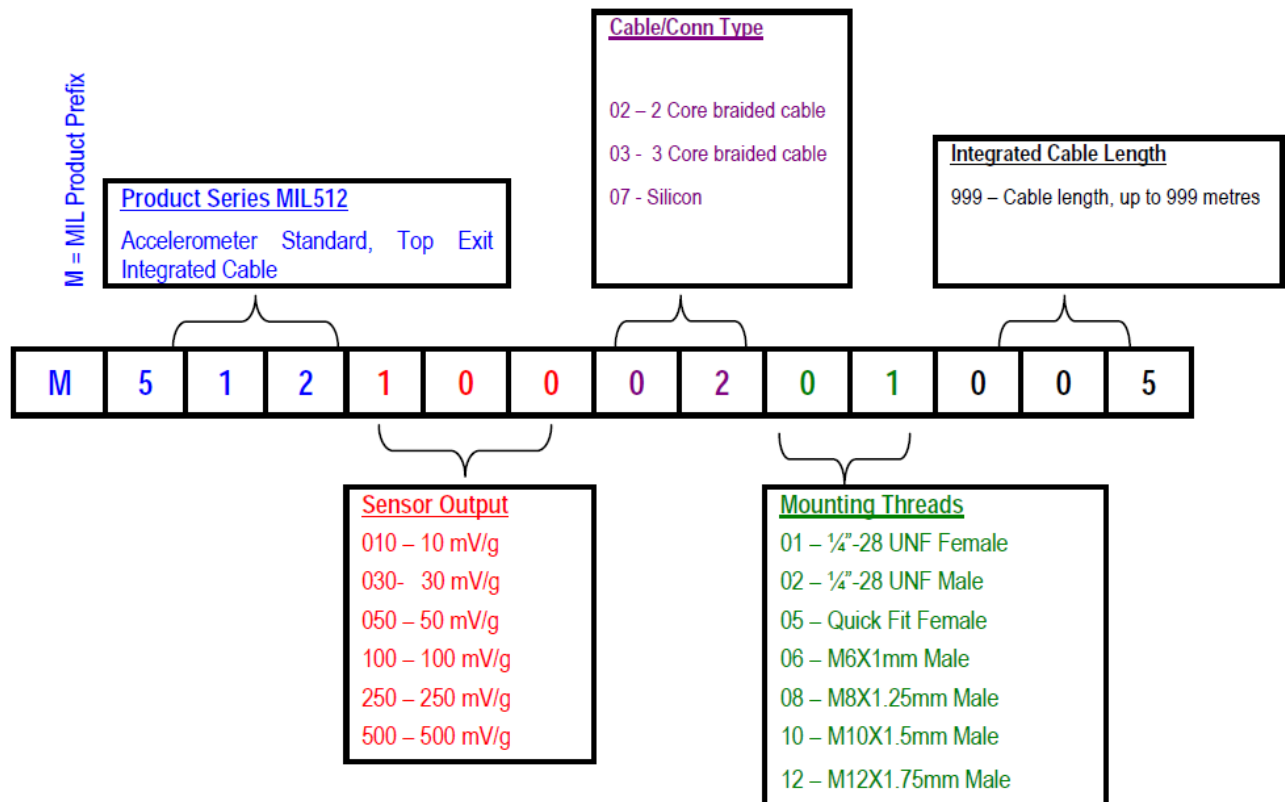 M = MIL Product Prefix
Product Series MIL512
Accelerometer Standard, Top Exit
Integrated Cable
Cable/Conn Type
02 – 2 Core braided cable
03 - 3 Core braided cable
07 - Silicon
Integrated Cable Length
999 – Cable length, up to 999 metres
M 5 1 2 1 0 0 0 2 0 1 0 0 5
Sensor Output
010 – 10 mV/g
030- 30 mV/g
050 – 50 mV/g
100 – 100 mV/g
250 – 250 mV/g
500 – 500 mV/g
Mounting Threads
01 – ¼”-28 UNF Female
02 – ¼”-28 UNF Male
05 – Quick Fit Female
06 – M6X1mm Male
08 – M8X1.25mm Male
10 – M10X1.5mm Male
12 – M12X1.75mm Male